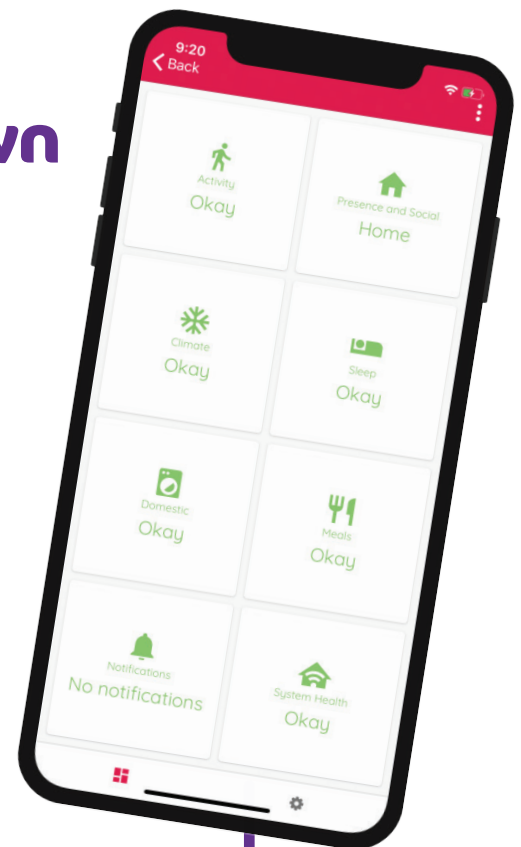 9:20
Back
Activity
Okay
Presence and Social
Home
Climate
Okay
Sleep
Okay
Domestic
Okay
Meals
Okay
Notifications
No notifications
System Health
Okay